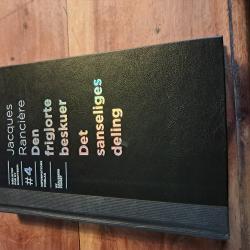 Jacques
Rancière
#4
Den
frigjorte
beskuer
Det
sanseliges
deling